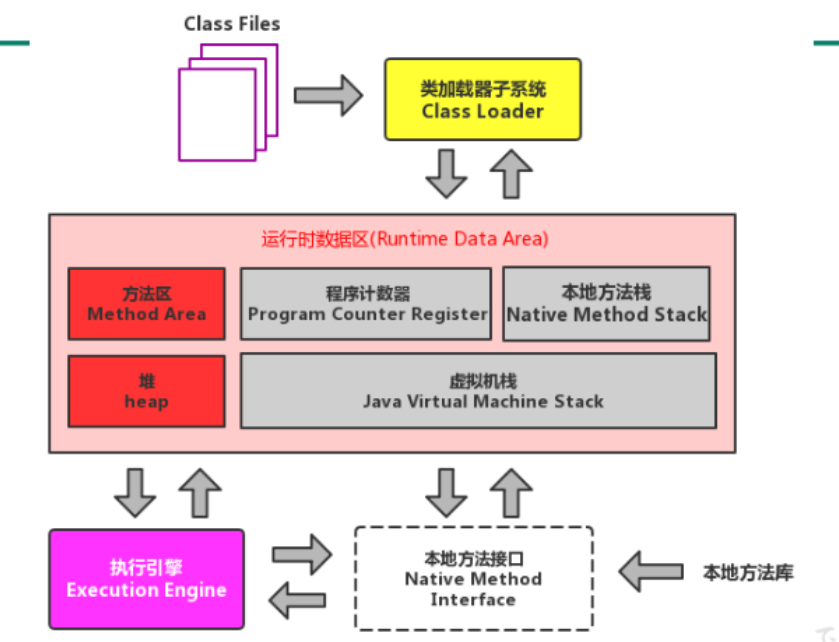 Class Files
类加载器子系统
Class Loader
运行时数据区(Runtime Data Area)
方法区
Method Area
程序计数器
Program Counter Register
本地方法栈
Native Method Stack
堆
heap
虚拟机栈
Java Virtual Machine Stack
执行引擎
Execution Engine
本地方法接口
Native Method
Interface
本地方法库